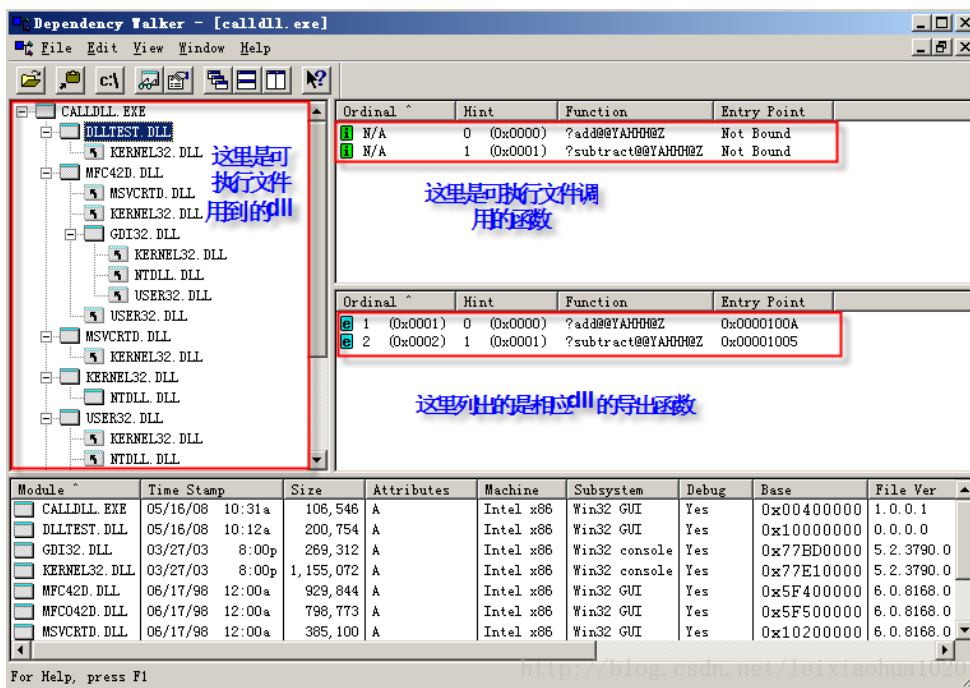 Dependency Walker - [calldll.exe]
File Edit View Window Help
c:\
CALLDLL.EXE
DLLTEST.DLL
KERNEL32.DLL
MFC42D.DLL
MSVCRTD.DLL
KERNEL32.DLL
GDI32.DLL
KERNEL32.DLL
NTDLL.DLL
USER32.DLL
USER32.DLL
MSVCRTD.DLL
KERNEL32.DLL
KERNEL32.DLL
NTDLL.DLL
USER32.DLL
KERNEL32.DLL
NTDLL.DLL
这里是可
执行文件
用到的dll
Ordinal ^ Hint Function Entry Point
N/A 0 (0x0000) ?add@@YAHHH@Z Not Bound
N/A 1 (0x0001) ?subtract@@YAHHH@Z Not Bound
这里是可执行文件调
用的函数
Ordinal ^ Hint Function Entry Point
1 (0x0001) 0 (0x0000) ?add@@YAHHH@Z 0x0000100A
2 (0x0002) 1 (0x0001) ?subtract@@YAHHH@Z 0x00001005
这里列出的是相应dll的导出函数
Module ^ Time Stamp Size Attributes Machine Subsystem Debug Base File Ver
CALLDLL.EXE 05/16/08 10:31a 106,546 A Intel x86 Win32 GUI Yes 0x00400000 1.0.0.1
DLLTEST.DLL 05/16/08 10:12a 200,754 A Intel x86 Win32 GUI Yes 0x10000000 0.0.0.0
GDI32.DLL 03/27/03 8:00p 269,312 A Intel x86 Win32 console Yes 0x77BD0000 5.2.3790.0
KERNEL32.DLL 03/27/03 8:00p 1,155,072 A Intel x86 Win32 console Yes 0x77E10000 5.2.3790.0
MFC42D.DLL 06/17/98 12:00a 929,844 A Intel x86 Win32 GUI Yes 0x5F400000 6.0.8168.0
MFCO42D.DLL 06/17/98 12:00a 798,773 A Intel x86 Win32 GUI Yes 0x5F500000 6.0.8168.0
MSVCRTD.DLL 06/17/98 12:00a 385,100 A Intel x86 Win32 GUI Yes 0x10200000 6.0.8168.0
For Help, press F1
http://blog.csdn.net/leixiaohua1020